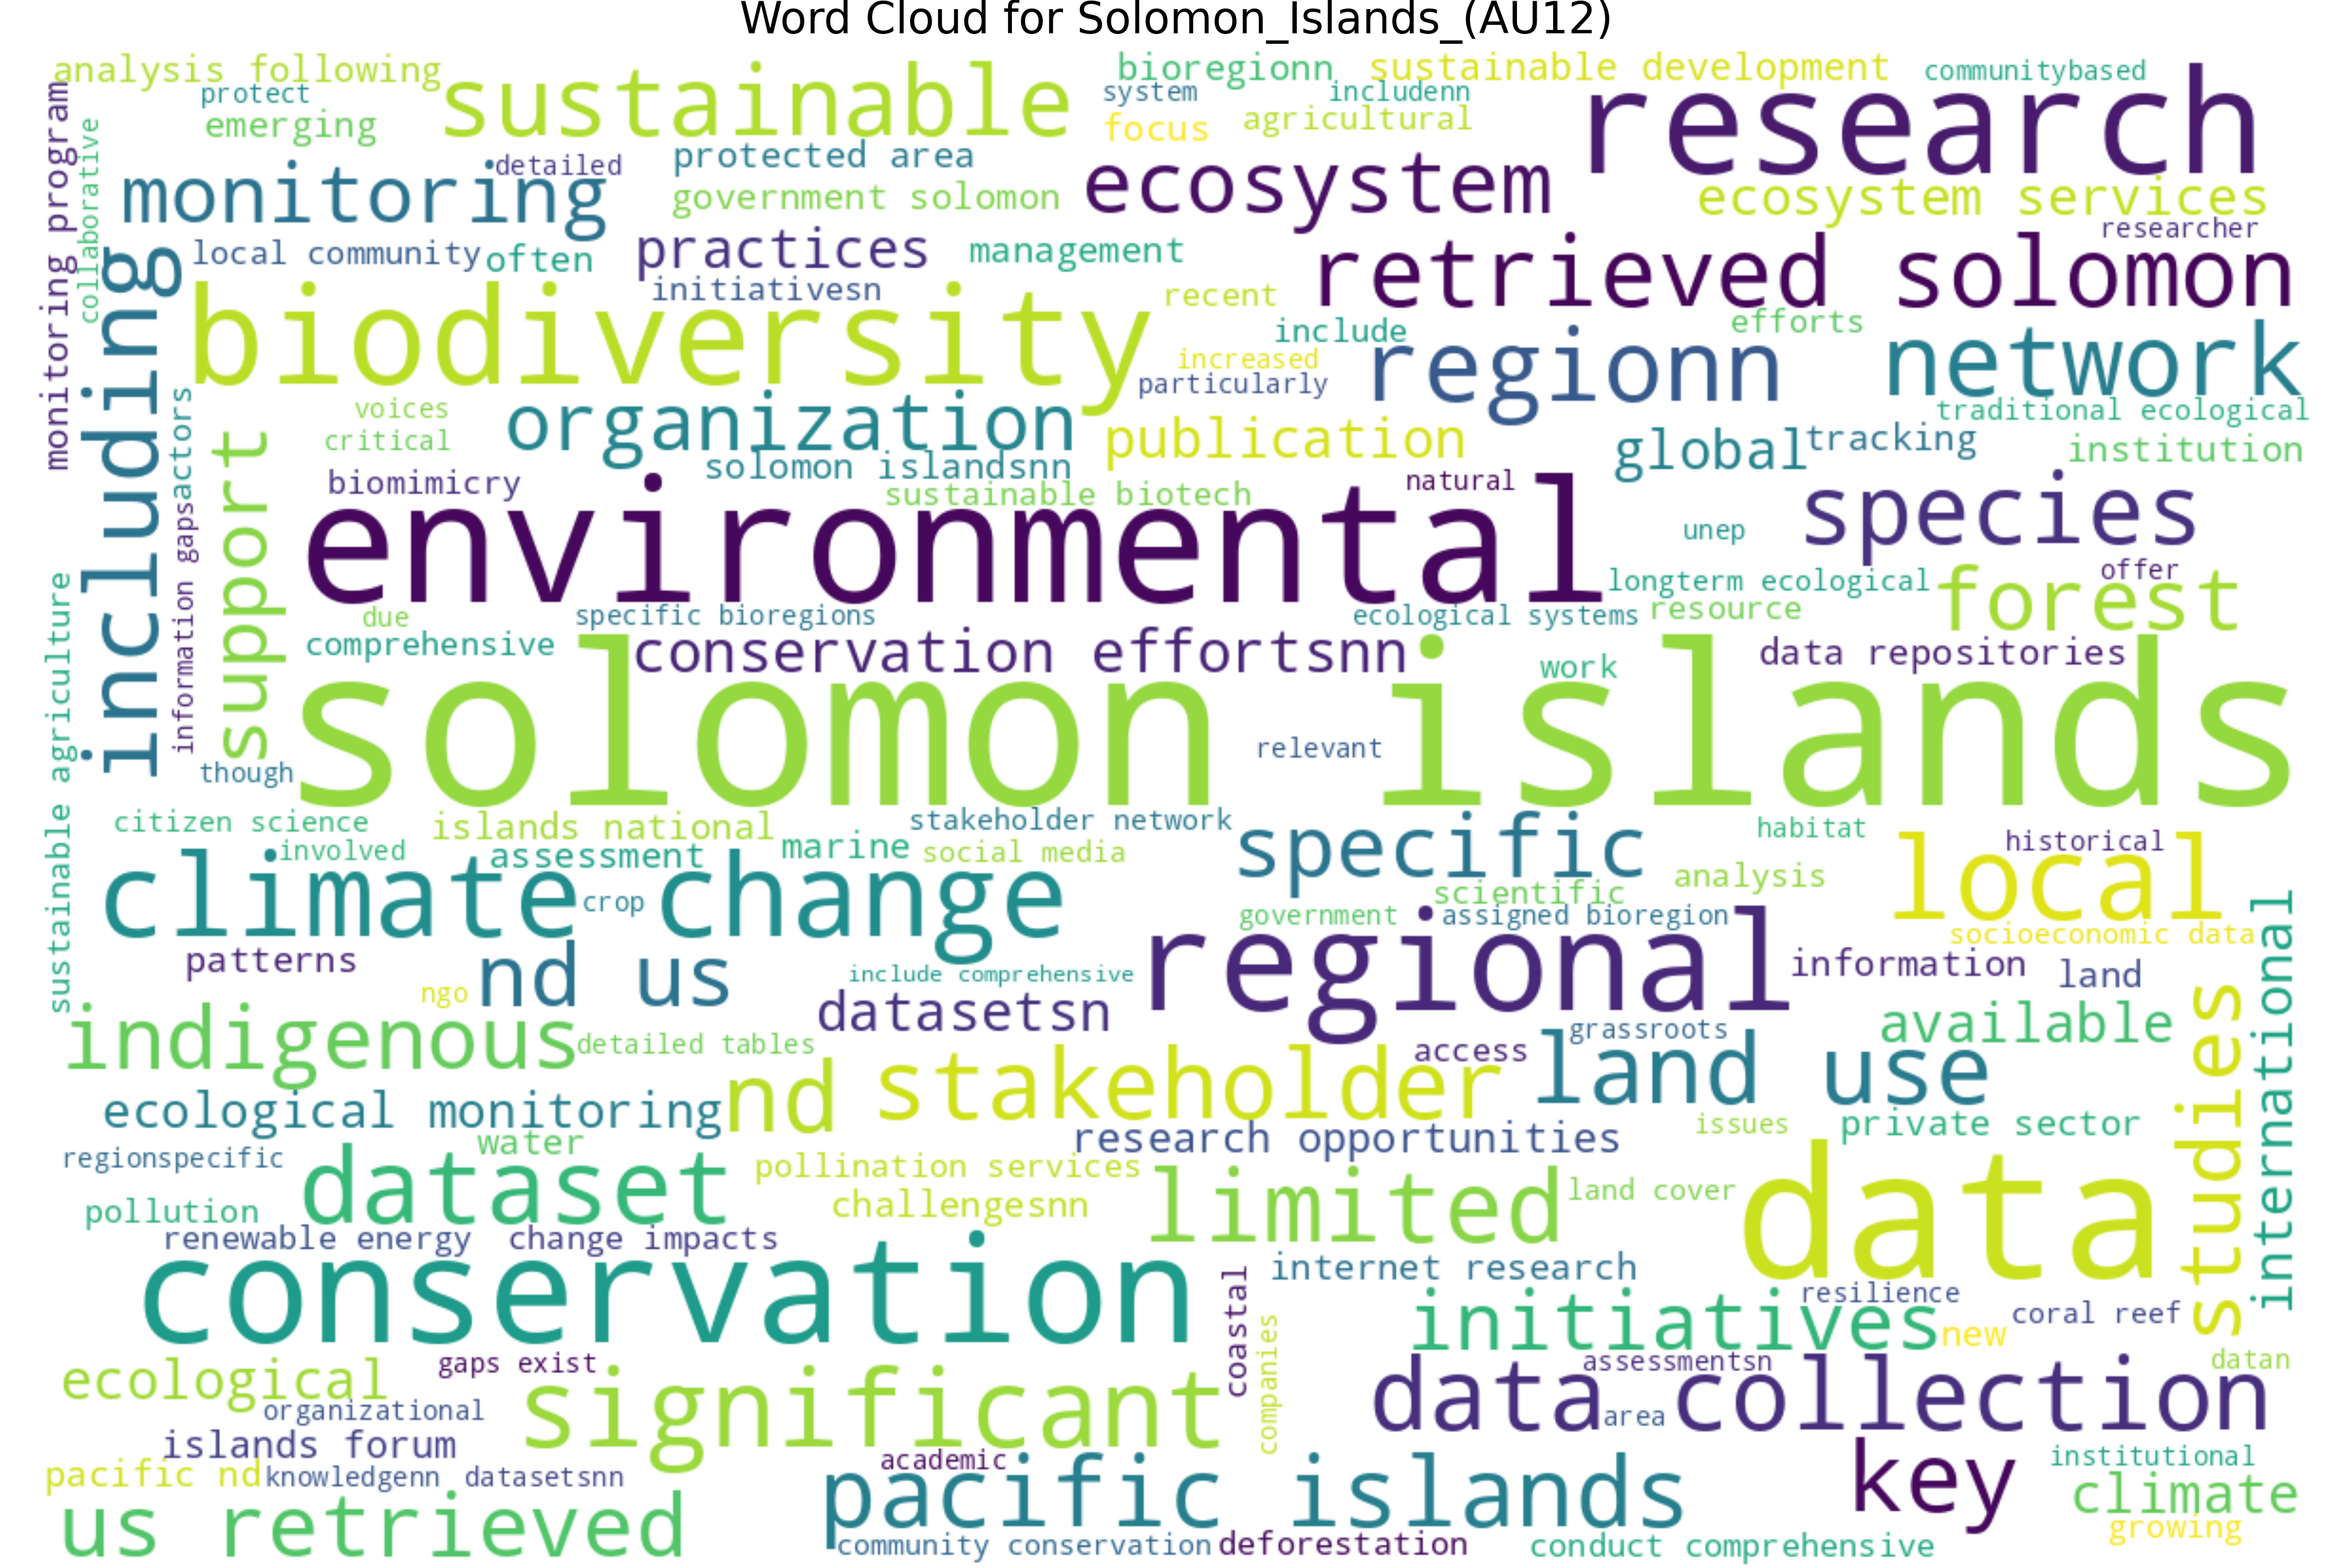 Word Cloud for Solomon_Islands_(AU12)
analysis following
sustainable
bioregionn
sustainable development
communitybased
research
protect
system
includenn
emerging
focus
agricultural
monitoring program
collaborative
monitoring
detailed
protected area
ecosystem
government solomon
ecosystem services
researcher
local community
often
practices
management
retrieved solomon
including
initiativesn
recent
biodiversity
include
efforts
increased
regionn
network
particularly
voices
organization
traditional ecological
critical
publication
global
tracking
institution
actors
support
solomon islandsnn
biomimicry
sustainable biotech
natural
species
environmental
unep
information gaps
longterm ecological
offer
forest
due
specific bioregions
ecological systems
resource
comprehensive
conservation effortsnn
work
data repositories
sustainable agriculture
solomon islands
relevant
though
citizen science
islands national
stakeholder network
specific
habitat
local
historical
involved
assessment
marine
social media
climate change
crop
scientific
analysis
government
assigned bioregion
socioeconomic data
international
patterns
nd us
include comprehensive
regional
information
land
ngo
datasetsn
studies
indigenous
detailed tables
grassroots
available
access
land use
nd
stakeholder
ecological monitoring
water
research opportunities
issues
private sector
regionspecific
dataset
pollination services
limited
land cover
data
pollution
challengesnn
renewable energy
change impacts
conservation
coastal
internet research
companies
initiatives
resilience
new
coral reef
ecological
gaps exist
significant
data collection
assessmentsn
datan
organizational
area
islands forum
academic
pacific islands
key
institutional
pacific nd
knowledgenn
datasetsnn
climate
us retrieved
growing
community conservation
deforestation
conduct comprehensive